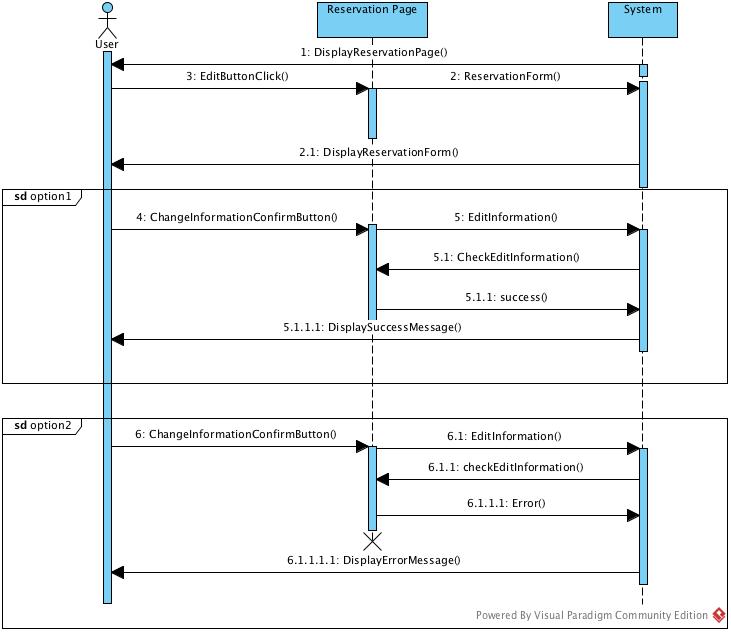 Reservation Page
System
User
1: DisplayReservationPage()
3: EditButtonClick()
2: ReservationForm()
2.1: DisplayReservationForm()
sd option1
4: ChangeInformationConfirmButton()
5: EditInformation()
5.1: CheckEditInformation()
5.1.1: success()
5.1.1.1: DisplaySuccessMessage()
sd option2
6: ChangeInformationConfirmButton()
6.1: EditInformation()
6.1.1: checkEditInformation()
6.1.1.1: Error()
6.1.1.1.1: DisplayErrorMessage()
Powered By Visual Paradigm Community Edition